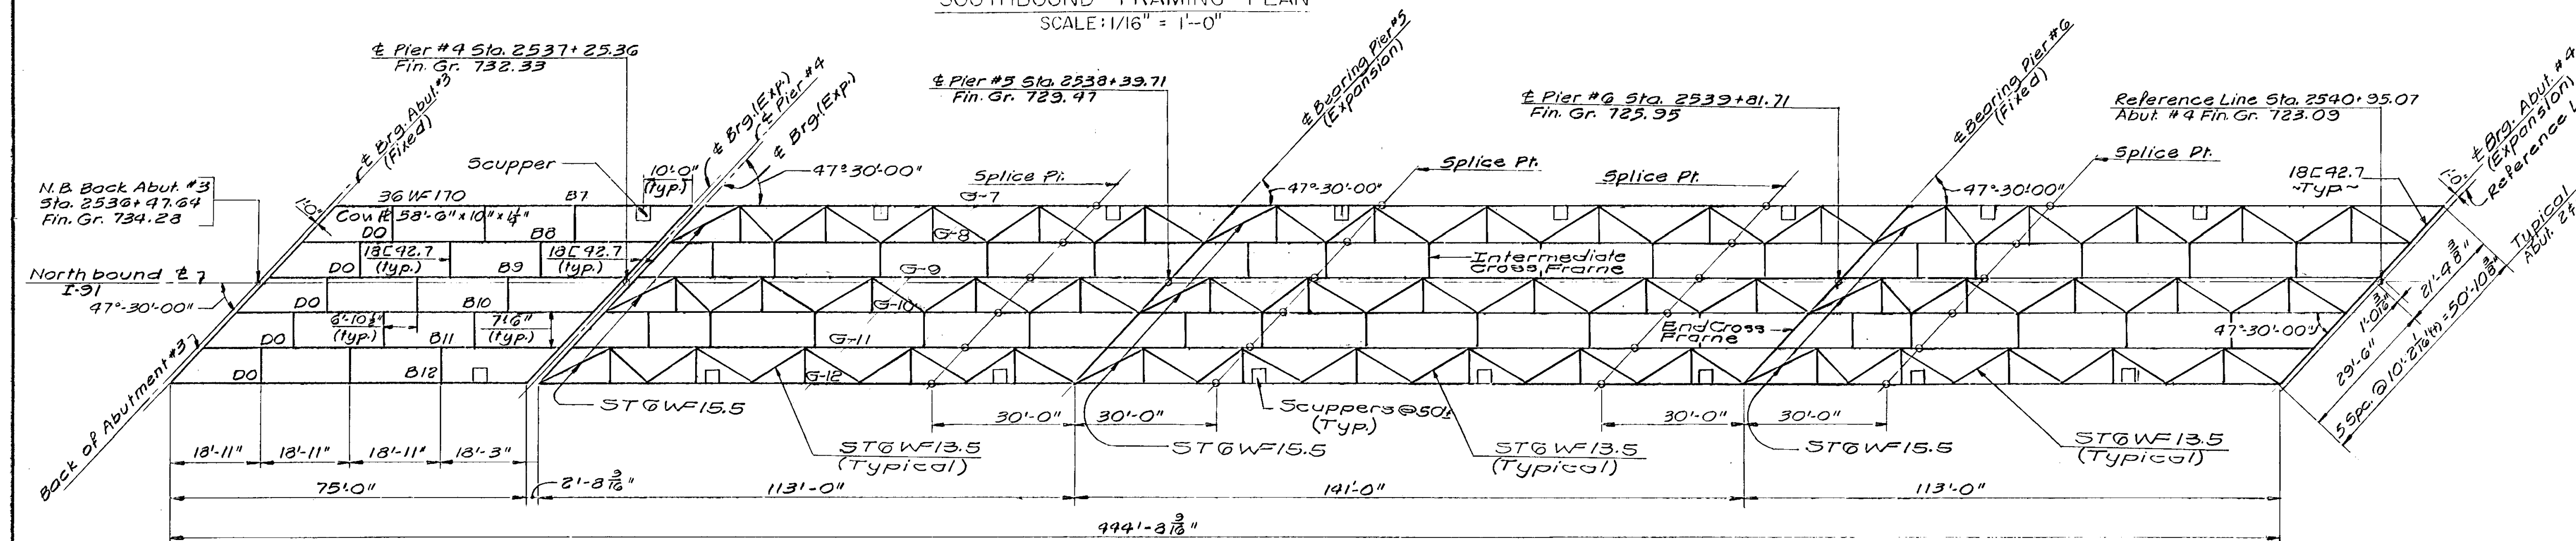 SOUTHBOUND FRAMING PLAN
SCALE: 1/16" = 1'-0"
℄ Pier #4 Sta. 2537+25.36
Fin. Gr. 732.33
℄ Brg. Abut. #3
(Fixed)
℄ Brg. (Exp.)
℄ Pier #4
℄ Brg. (Exp.)
℄ Pier #5 Sta. 2538+39.71
Fin. Gr. 729.47
℄ Bearing Pier #5
(Expansion)
℄ Pier #6 Sta. 2539+81.71
Fin. Gr. 725.95
℄ Bearing Pier #6
(Fixed)
Reference Line Sta. 2540+95.07
Abut. #4 Fin. Gr. 723.09
℄ Brg. Abut. #4
(Expansion)
Reference
N.B. Back Abut. #3
Sta. 2536+47.64
Fin. Gr. 734.28
Scupper
10'-0"
(typ.)
47°30'-00"
Splice Pt.
47°-30'-00"
Splice Pt.
Splice Pt.
47°-30'-00"
Splice Pt.
18[42.7
~Typ~
1'-0"
1'-0"
36 WF 170
B7
G-7
Cov ℙ 58'-6" x 10" x 1¼"
DO
B8
G-8
18[42.7
(typ.)
18[42.7
(typ.)
DO
B9
G-9
Intermediate
Cross Frame
Northbound ℄
I-91
47°-30'-00"
DO
B10
G-10
6'-10½"
(typ.)
7'-6"
(typ.)
DO
B11
G-11
End Cross
Frame
47°-30'-00"
DO
B12
G-12
Back of Abutment #3
21'-4⅜"
1'-0 3/16"
29'-6"
5 Spc. @ 10'-2 1/16" (+) = 50'-10⅜"
Typical
Abut. 2 ℄
ST6WF15.5
30'-0"
30'-0"
Scuppers @ 50'±
(Typ.)
30'-0"
30'-0"
ST6WF13.5
(Typical)
ST6WF15.5
ST6WF13.5
(Typical)
ST6WF15.5
ST6WF13.5
(Typical)
18'-11"
18'-11"
18'-11"
18'-3"
75'-0"
2'-8 3/16"
113'-0"
141'-0"
113'-0"
444'-8 3/16"